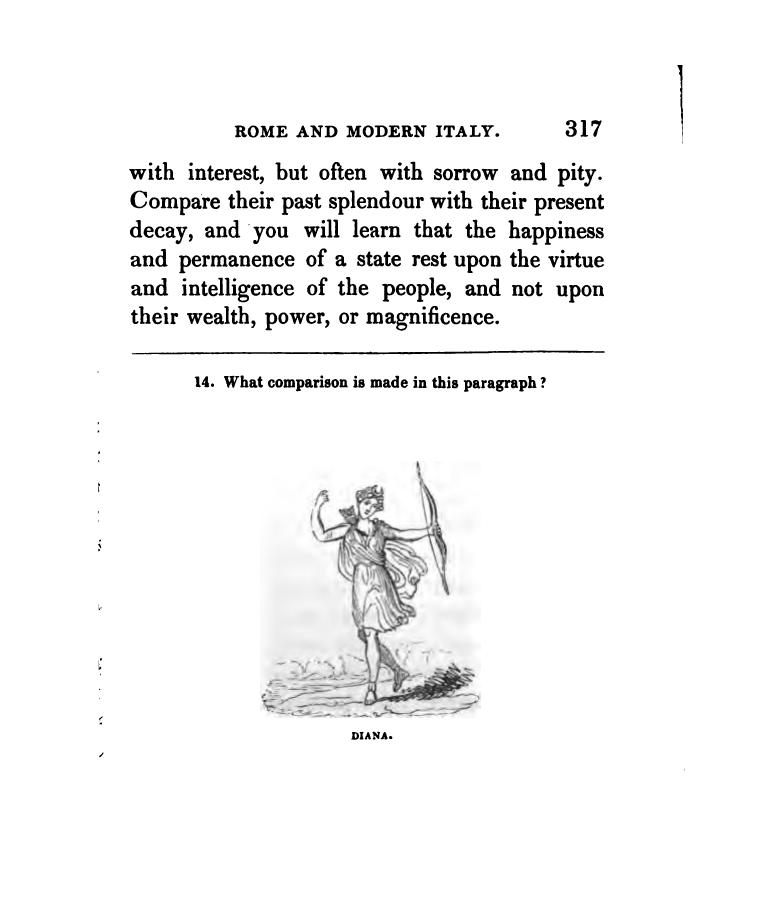 ROME AND MODERN ITALY. 317
with interest, but often with sorrow and pity.
Compare their past splendour with their present
decay, and you will learn that the happiness
and permanence of a state rest upon the virtue
and intelligence of the people, and not upon
their wealth, power, or magnificence.
14. What comparison is made in this paragraph?
DIANA.